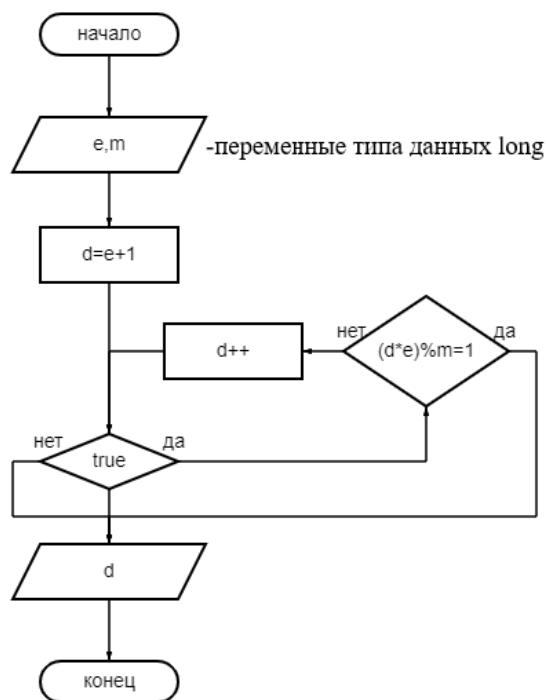 начало
e,m
-переменные типа данных long
d=e+1
d++
нет
(d*e)%m=1
да
нет
true
да
d
конец